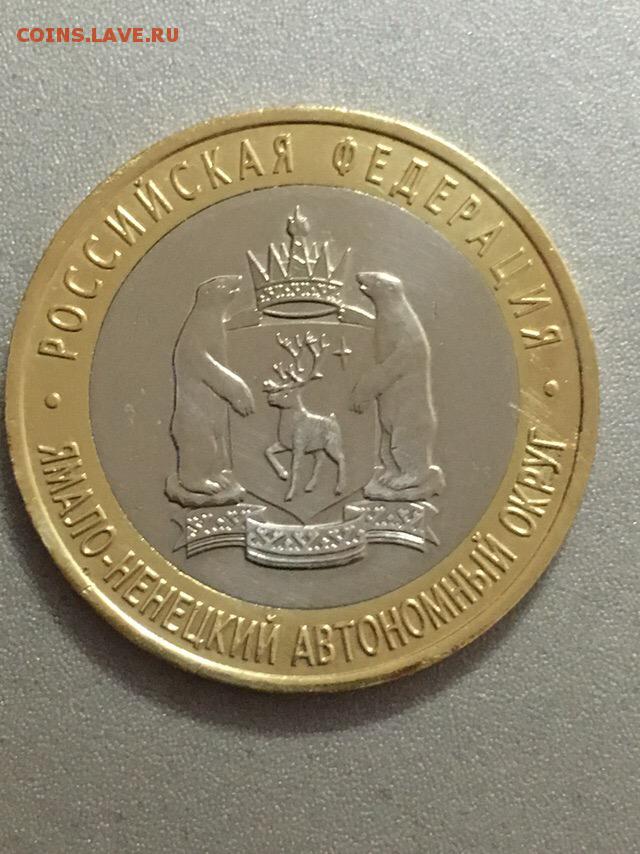 COINS.LAVE.RU
• РОССИЙСКАЯ ФЕДЕРАЦИЯ •
ЯМАЛО-НЕНЕЦКИЙ АВТОНОМНЫЙ ОКРУГ